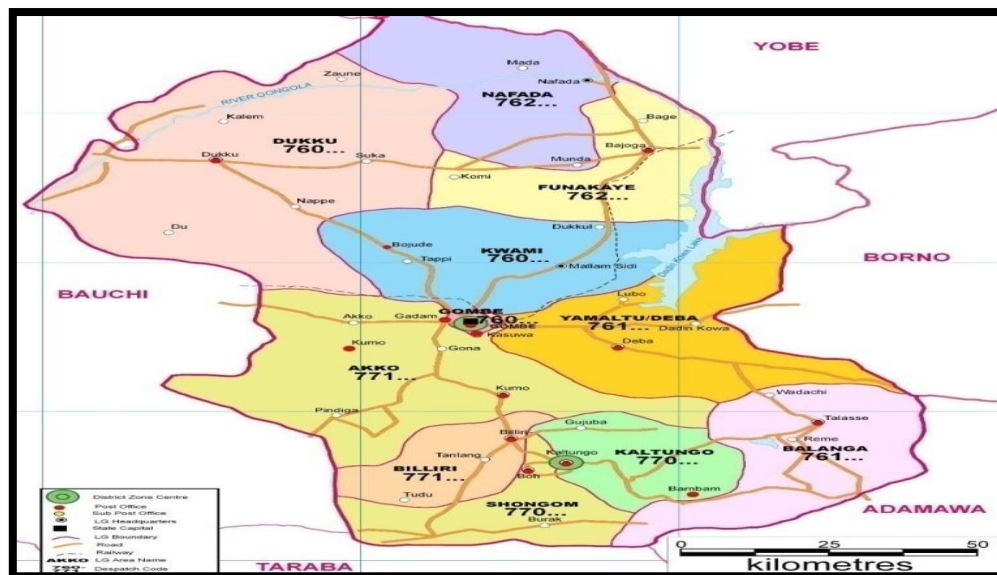 YOBE
Mada
Zaune
Nafada
NAFADA
762...
RIVER GONGOLA
Kalem
Bage
DUKKU
760...
Bajoga
Dukku
Suka
Munda
Komi
FUNAKAYE
762...
Nappe
Du
Dukkul
Bojude
KWAMI
760...
Tappi
Mallam Sidi
Dadin Kowa Lake
BORNO
BAUCHI
Lubo
GOMBE
760...
GOMBE
Gadam
Akko
YAMALTU/DEBA
761...
Dadin Kowa
Kasuwa
Kumo
Gona
Deba
AKKO
771...
Kumo
Wadachi
Pindiga
Gujuba
Talasse
Biliri
Reme
BALANGA
761...
Tanlang
Kaltungo
KALTUNGO
770...
BILLIRI
771...
Boh
Tudu
Bambam
SHONGOM
770...
Burak
ADAMAWA
TARABA
District Zone Centre
Post Office
Sub Post Office
LG Headquarters
State Capital
LG Boundary
Road
Railway
AKKO LG Area Name
Despatch Code
0 25 50
kilometres